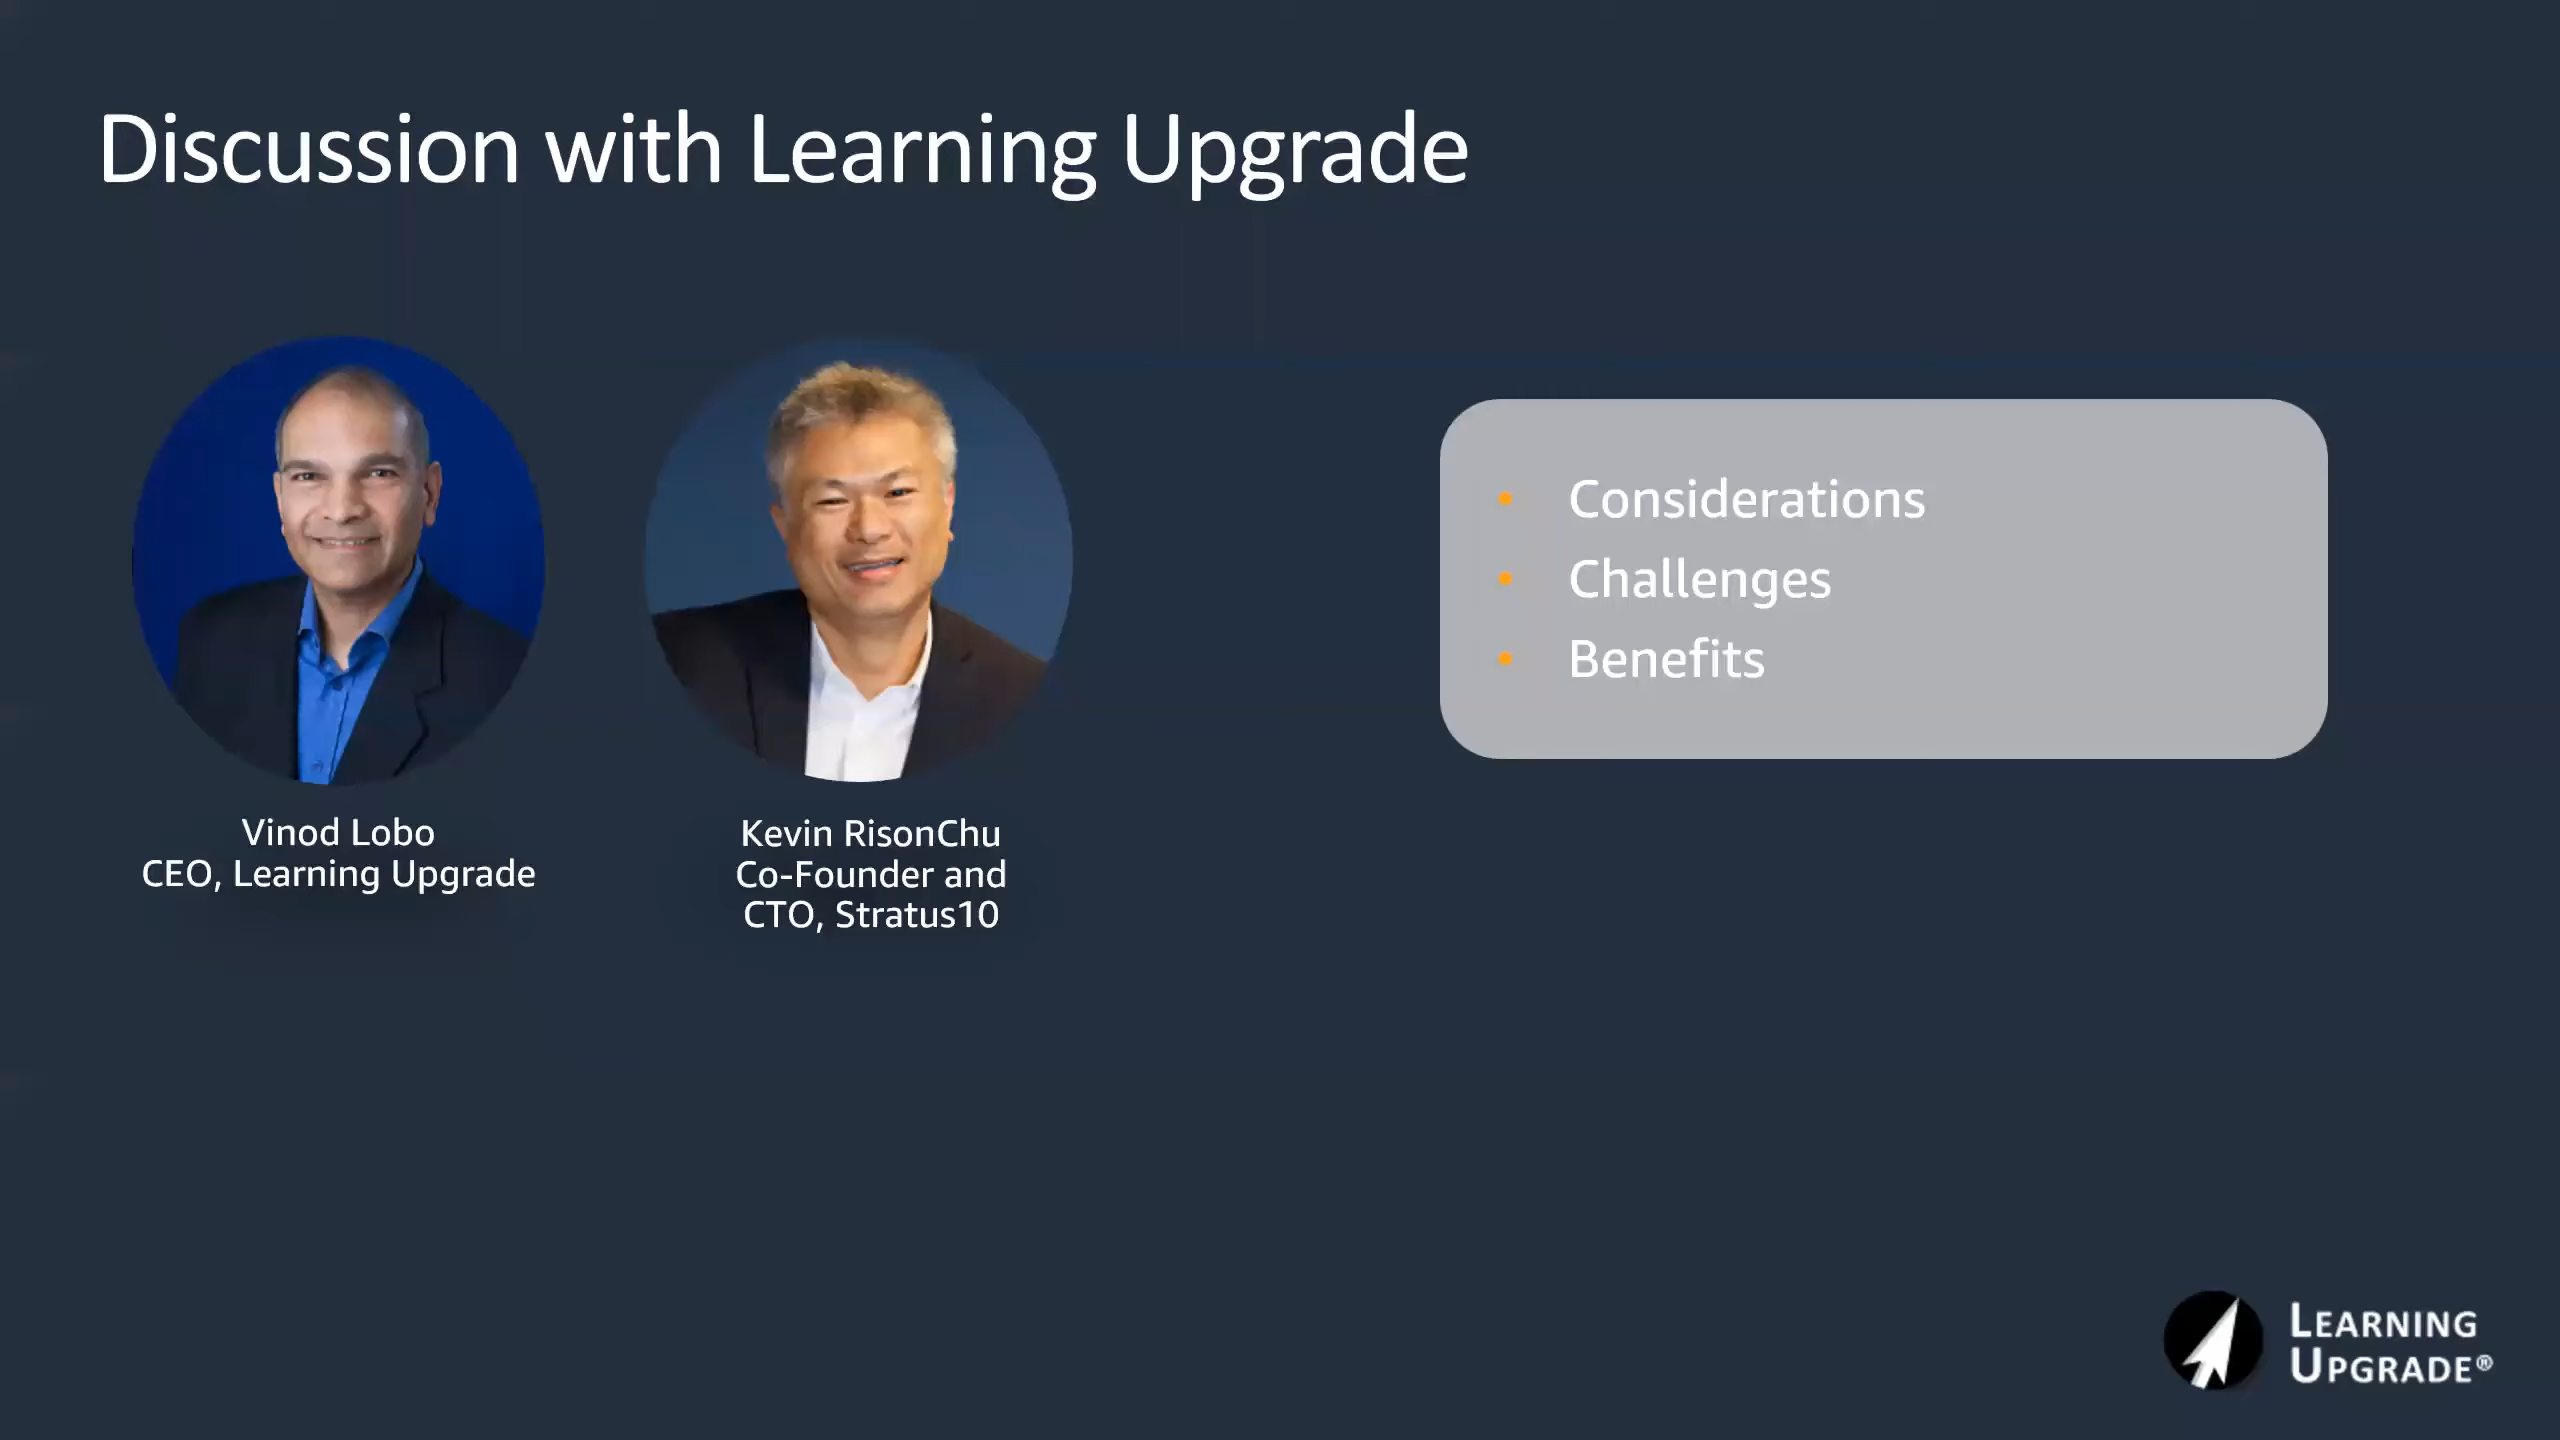 Discussion with Learning Upgrade
Vinod Lobo
CEO, Learning Upgrade
Kevin RisonChu
Co-Founder and
CTO, Stratus10
• Considerations
• Challenges
• Benefits
LEARNING
UPGRADE®